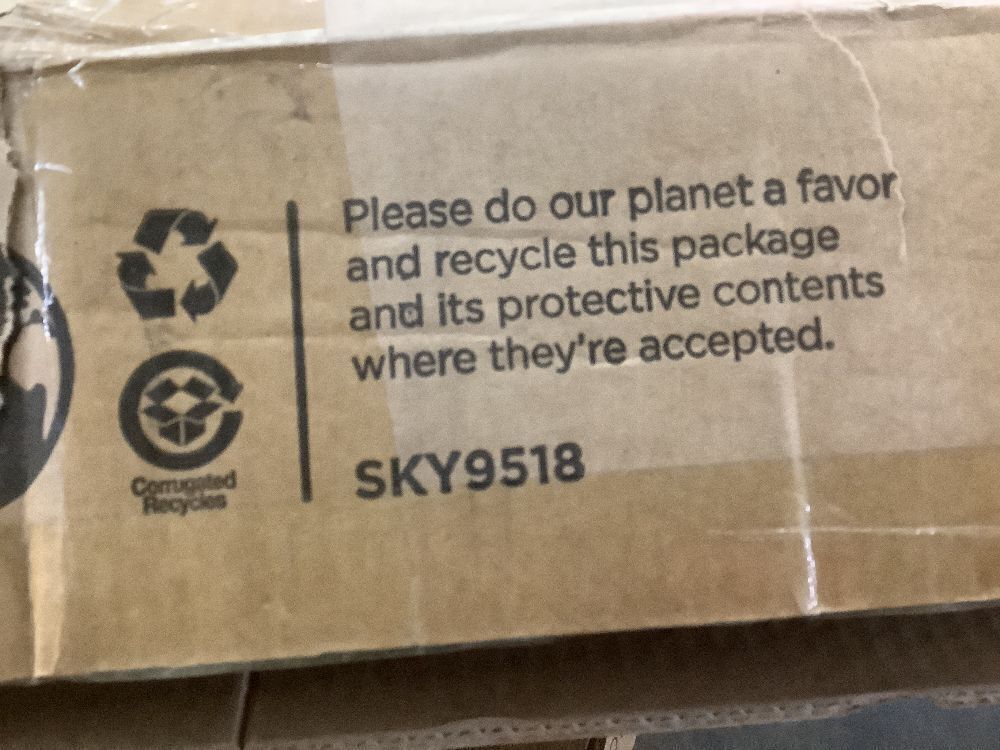 Please do our planet a favor
and recycle this package
and its protective contents
where they're accepted.
SKY9518
Corrugated
Recycles